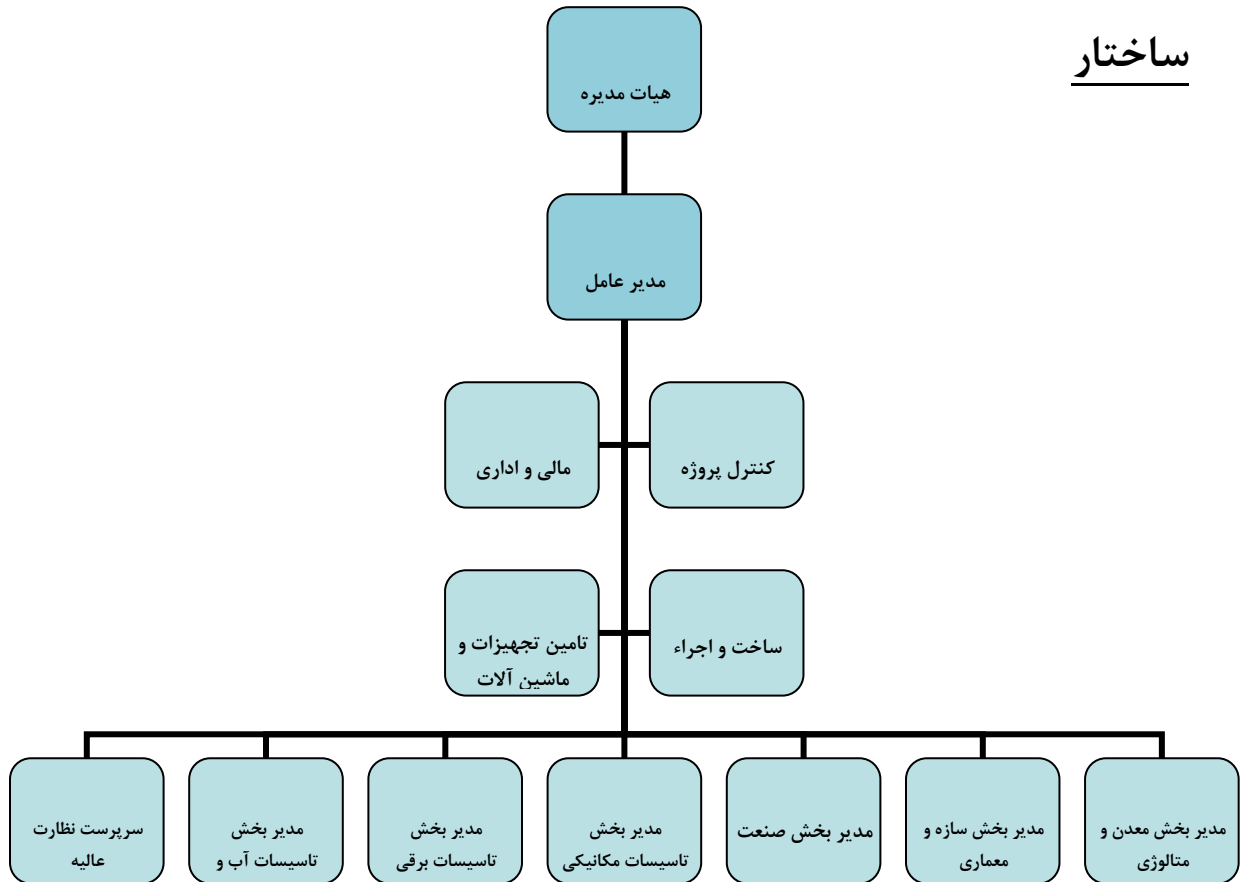 ساختار
هیات مدیره
مدیر عامل
کنترل پروژه
مالی و اداری
ساخت و اجراء
تامین تجهیزات و
ماشین آلات
مدیر بخش معدن و
متالوژی
مدیر بخش سازه و
معماری
مدیر بخش صنعت
مدیر بخش
تاسیسات مکانیکی
مدیر بخش
تاسیسات برقی
مدیر بخش
تاسیسات آب و
سرپرست نظارت
عالیه